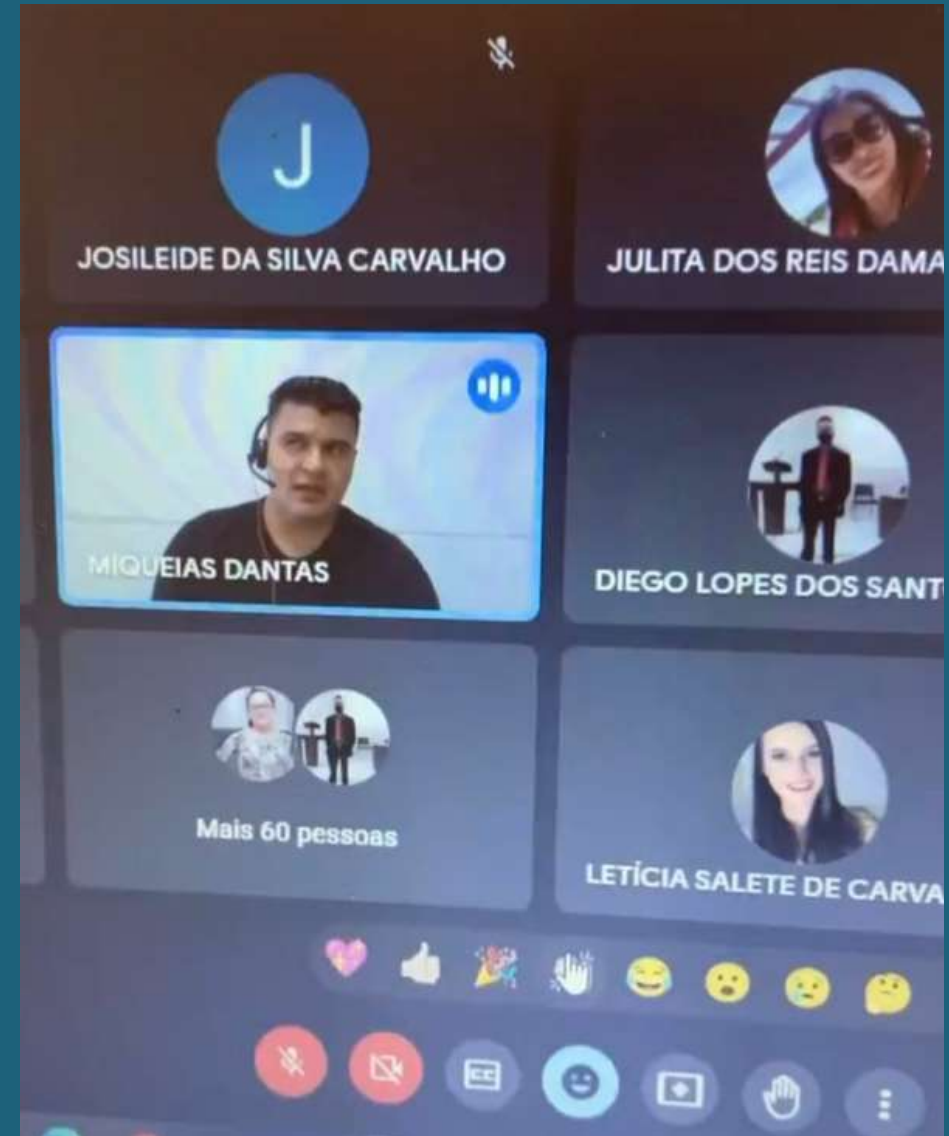 J
JOSILEIDE DA SILVA CARVALHO
JULITA DOS REIS DAMA
MIQUEIAS DANTAS
DIEGO LOPES DOS SANT
Mais 60 pessoas
LETÍCIA SALETE DE CARVA
CC